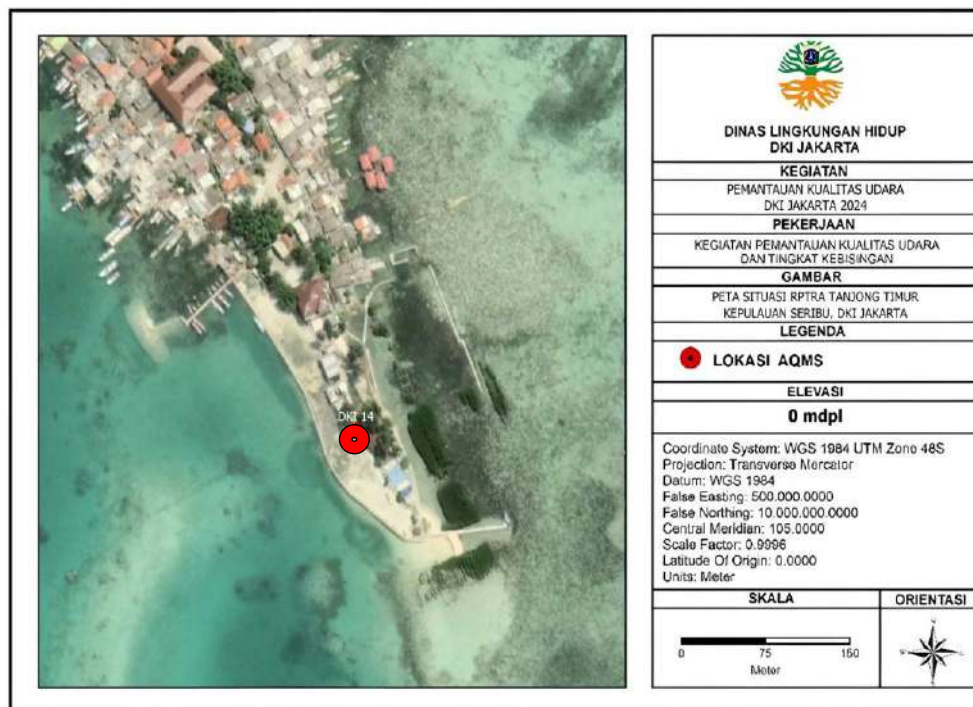 DKI 14
DINAS LINGKUNGAN HIDUP
DKI JAKARTA
KEGIATAN
PEMANTAUAN KUALITAS UDARA
DKI JAKARTA 2024
PEKERJAAN
KEGIATAN PEMANTAUAN KUALITAS UDARA
DAN TINGKAT KEBISINGAN
GAMBAR
PETA SITUASI RPTRA TANJONG TIMUR
KEPULAUAN SERIBU, DKI JAKARTA
LEGENDA
LOKASI AQMS
ELEVASI
0 mdpl
Coordinate System: WGS 1984 UTM Zone 48S
Projection: Transverse Mercator
Datum: WGS 1984
False Easting: 500.000.0000
False Northing: 10.000.000.0000
Central Meridian: 105.0000
Scale Factor: 0.9996
Latitude Of Origin: 0.0000
Units: Meter
SKALA
0 75 150
Meter
ORIENTASI